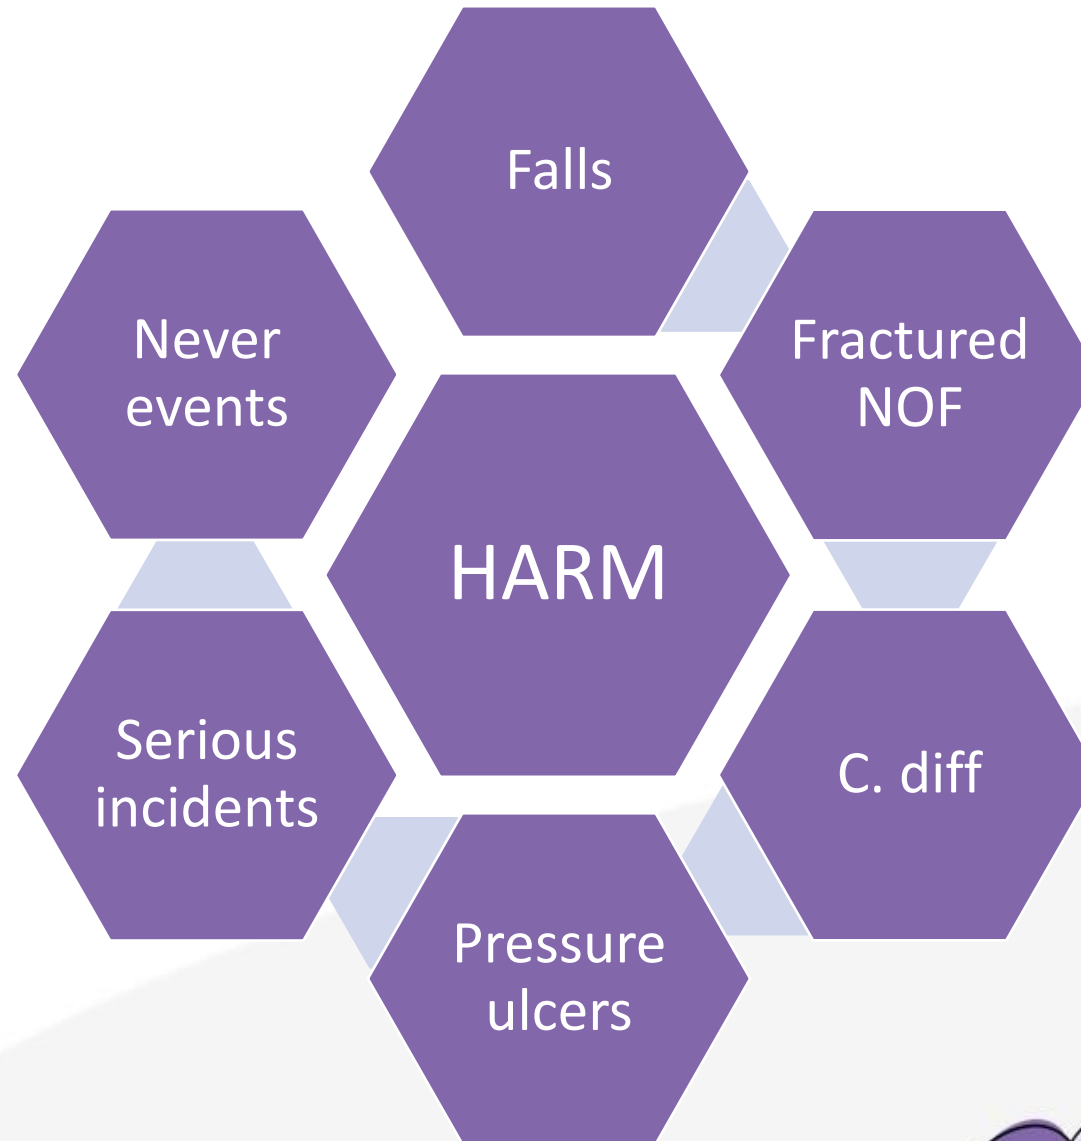 Falls
Fractured
NOF
C. diff
Pressure
ulcers
Serious
incidents
Never
events
HARM